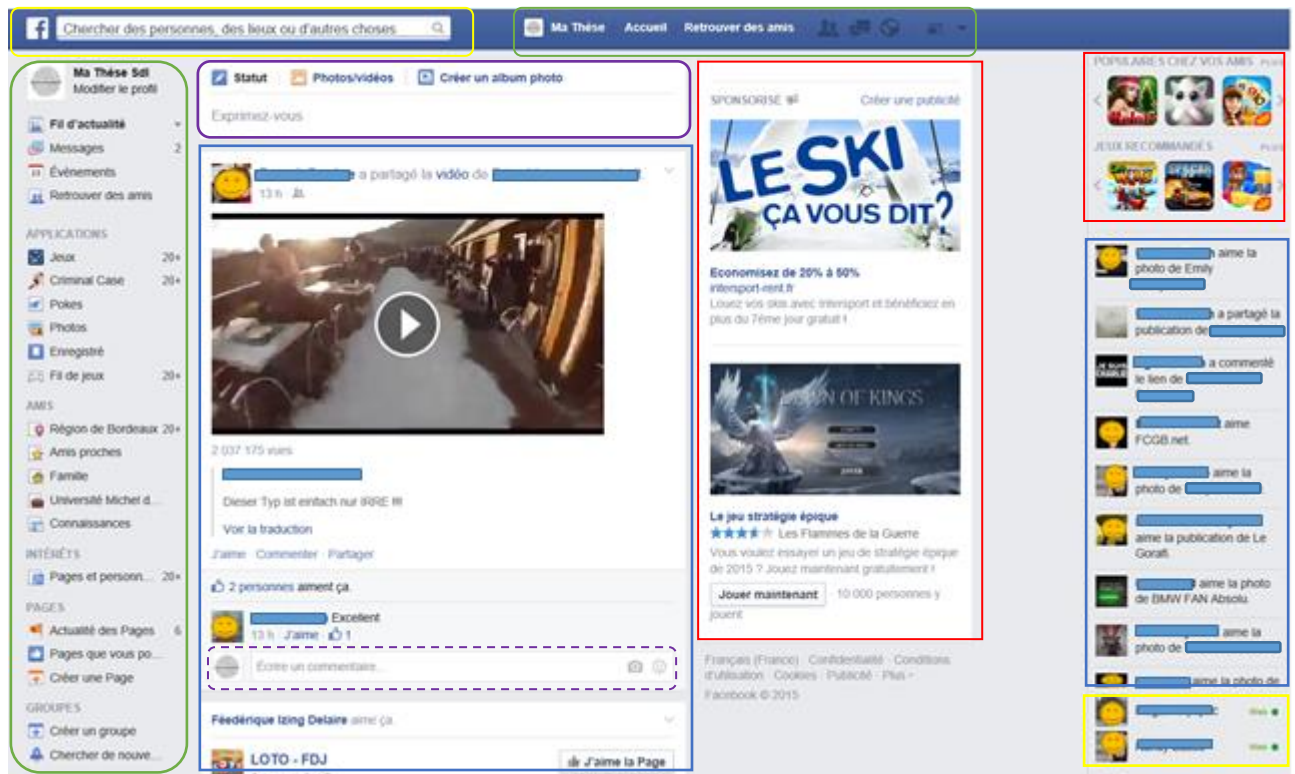 f Chercher des personnes, des lieux ou d'autres choses
Ma Thèse Accueil Retrouver des amis
Ma Thése Sdl
Modifier le profil
Fil d'actualité
Messages 2
Évènements
Retrouver des amis
APPLICATIONS
Jeux 20+
Criminal Case 20+
Pokes
Photos
Enregistré
Fil de jeux 20+
AMIS
Région de Bordeaux 20+
Amis proches
Famille
Université Michel d...
Connaissances
INTÉRÊTS
Pages et personn... 20+
PAGES
Actualité des Pages 6
Pages que vous po...
Créer une Page
GROUPES
Créer un groupe
Chercher de nouve...
Statut Photos/vidéos Créer un album photo
Exprimez-vous
a partagé la vidéo de
13 h
2 037 175 vues
Dieser Typ ist einfach nur IRRE !!!!
Voir la traduction
J'aime · Commenter · Partager
2 personnes aiment ça.
Excellent
13 h · J'aime · 1
Écrire un commentaire...
Féedérique Izing Delaire aime ça.
LOTO - FDJ
J'aime la Page
SPONSORISÉ Créer une publicité
LE SKI
ÇA VOUS DIT?
Economisez de 20% à 50%
intersport-rent.fr
Louez vos skis avec Intersport et bénéficiez en
plus du 7ème jour gratuit !
OF KINGS
Le jeu stratégie épique
Les Flammes de la Guerre
Vous voulez essayer un jeu de stratégie épique
de 2015 ? Jouez maintenant gratuitement !
Jouer maintenant · 10 000 personnes y
jouent
Français (France) · Confidentialité · Conditions
d'utilisation · Cookies · Publicité · Plus
Facebook © 2015
POPULAIRES CHEZ VOS AMIS PLUS
JEUX RECOMMANDÉS PLUS
aime la
photo de Emily
a partagé la
publication de
JE SUIS
CHARLIE
a commenté
le lien de
aime
FCGB.net.
aime la
photo de
aime la publication de Le
Gorafi.
aime la photo
de BMW FAN Absolu.
aime la
photo de
aime la photo de
Web
Web